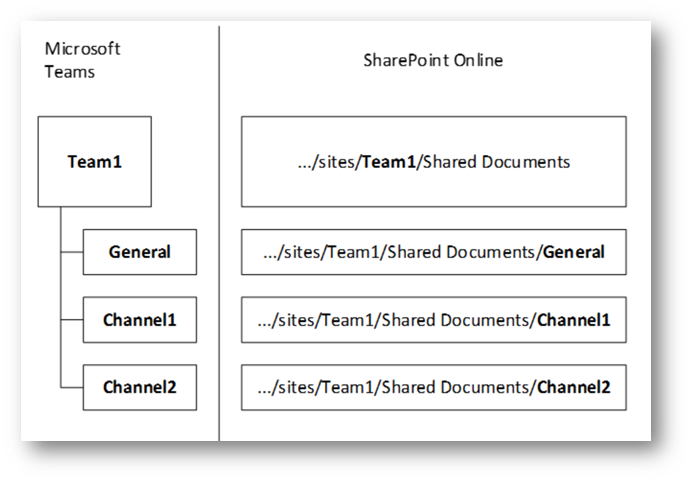 Microsoft
Teams
SharePoint Online
Team1
.../sites/Team1/Shared Documents
General
.../sites/Team1/Shared Documents/General
Channel1
.../sites/Team1/Shared Documents/Channel1
Channel2
.../sites/Team1/Shared Documents/Channel2